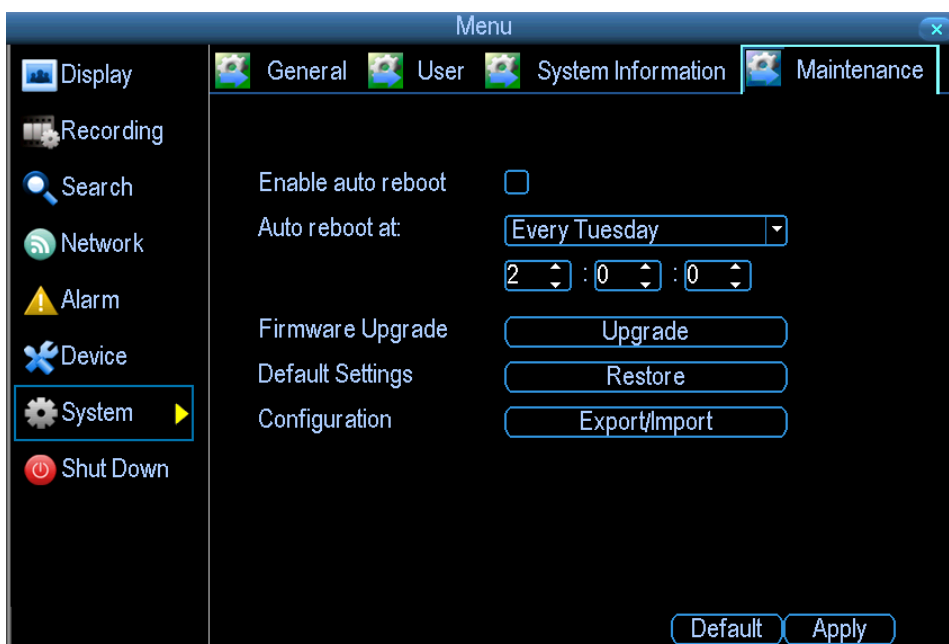 Menu
Display
Recording
Search
Network
Alarm
Device
System
Shut Down
General User System Information Maintenance
Enable auto reboot
Auto reboot at: Every Tuesday
2 : 0 : 0
Firmware Upgrade Upgrade
Default Settings Restore
Configuration Export/Import
Default Apply